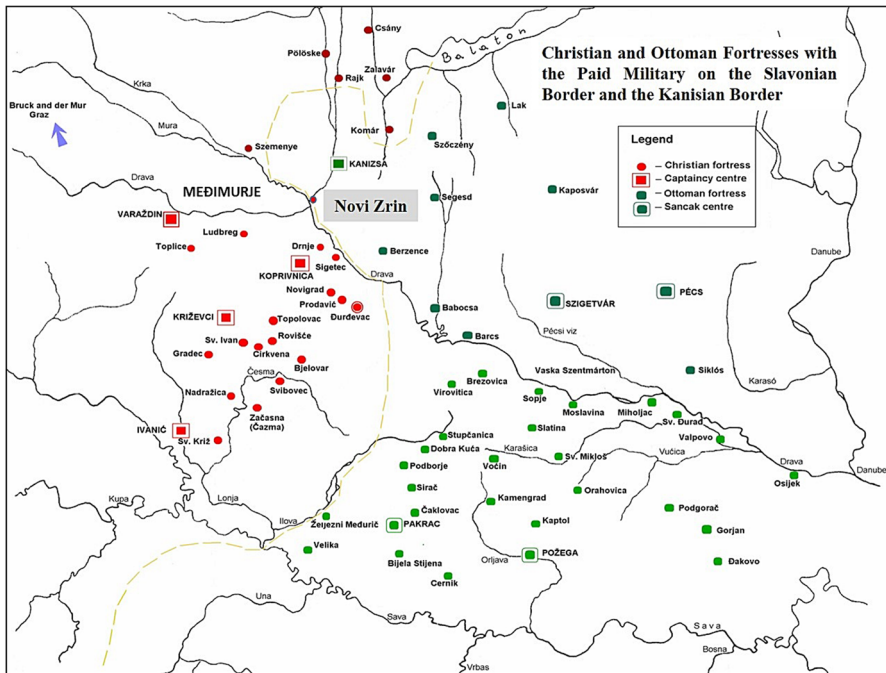 Christian and Ottoman Fortresses with
the Paid Military on the Slavonian
Border and the Kanisian Border
Legend
– Christian fortress
– Captaincy centre
– Ottoman fortress
– Sancak centre
Csány
Pölöske
Balaton
Zalavár
Rajk
Krka
Bruck and der Mur
Graz
Mura
Lak
Komár
Szőczény
Szemenye
KANIZSA
Drava
MEĐIMURJE
Kaposvár
Segesd
Novi Zrin
VARAŽDIN
Ludbreg
Toplice
Drnje
Sigetec
Berzence
Danube
KOPRIVNICA
Drava
Novigrad
Prodavić
Đurđevac
Babocsa
SZIGETVÁR
PÉCS
KRIŽEVCI
Topolovac
Pécsi viz
Barcs
Sv. Ivan
Rovišče
Cirkvena
Gradec
Bjelovar
Vaska Szentmárton
Siklós
Karasó
Česma
Brezovica
Virovitica
Svibovec
Nadražica
Sopje
Moslavina
Miholjac
Začasna
(Čazma)
Sv. Đurad
IVANIĆ
Sv. Križ
Slatina
Stupčanica
Valpovo
Dobra Kuća
Karašica
Vučica
Drava
Podborje
Voćin
Sv. Mikloš
Danube
Osijek
Sirač
Orahovica
Kupa
Lonja
Kamengrad
Čaklovac
Podgorač
Ilova
Željezni Međurić
PAKRAC
Kaptol
Gorjan
Velika
Bijela Stijena
Orljava
POŽEGA
Đakovo
Cernik
Una
Sava
Sava
Bosna
Vrbas